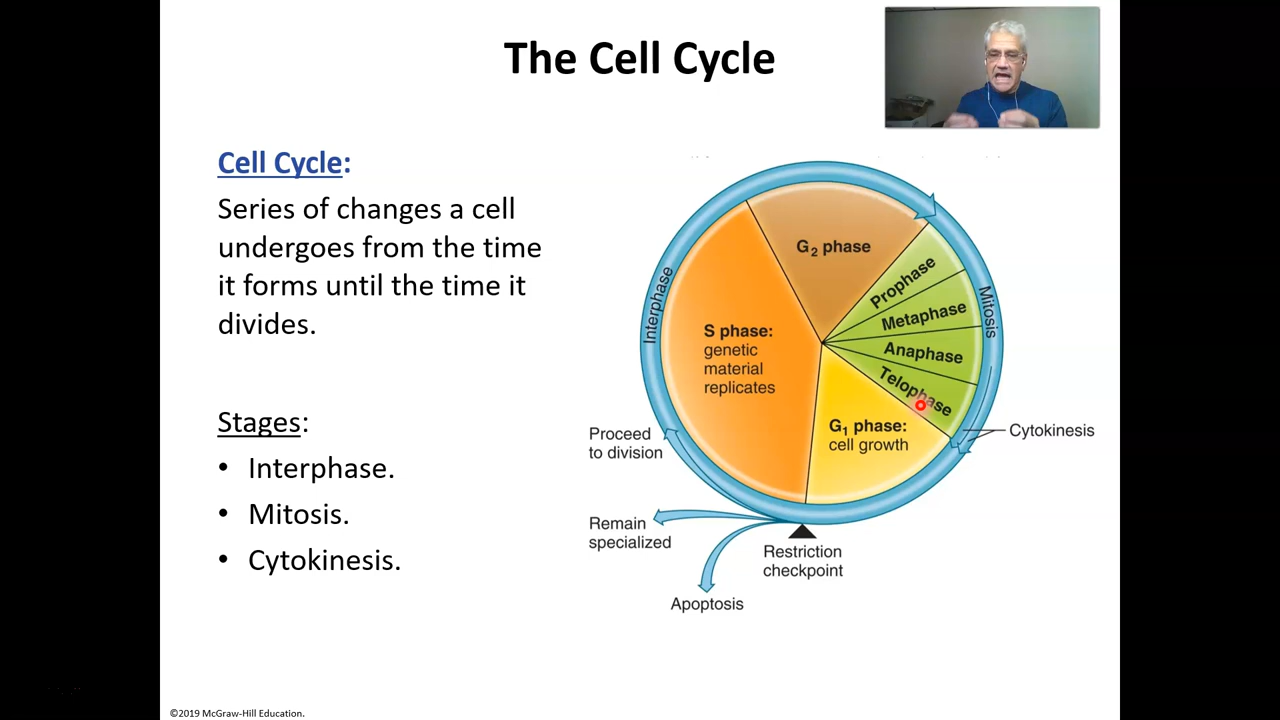 The Cell Cycle
Cell Cycle:
Series of changes a cell
undergoes from the time
it forms until the time it
divides.
Stages:
• Interphase.
• Mitosis.
• Cytokinesis.
G2 phase
Prophase
Metaphase
Anaphase
Telophase
Mitosis
Interphase
S phase:
genetic
material
replicates
G1 phase:
cell growth
Cytokinesis
Proceed
to division
Remain
specialized
Restriction
checkpoint
Apoptosis
©2019 McGraw-Hill Education.